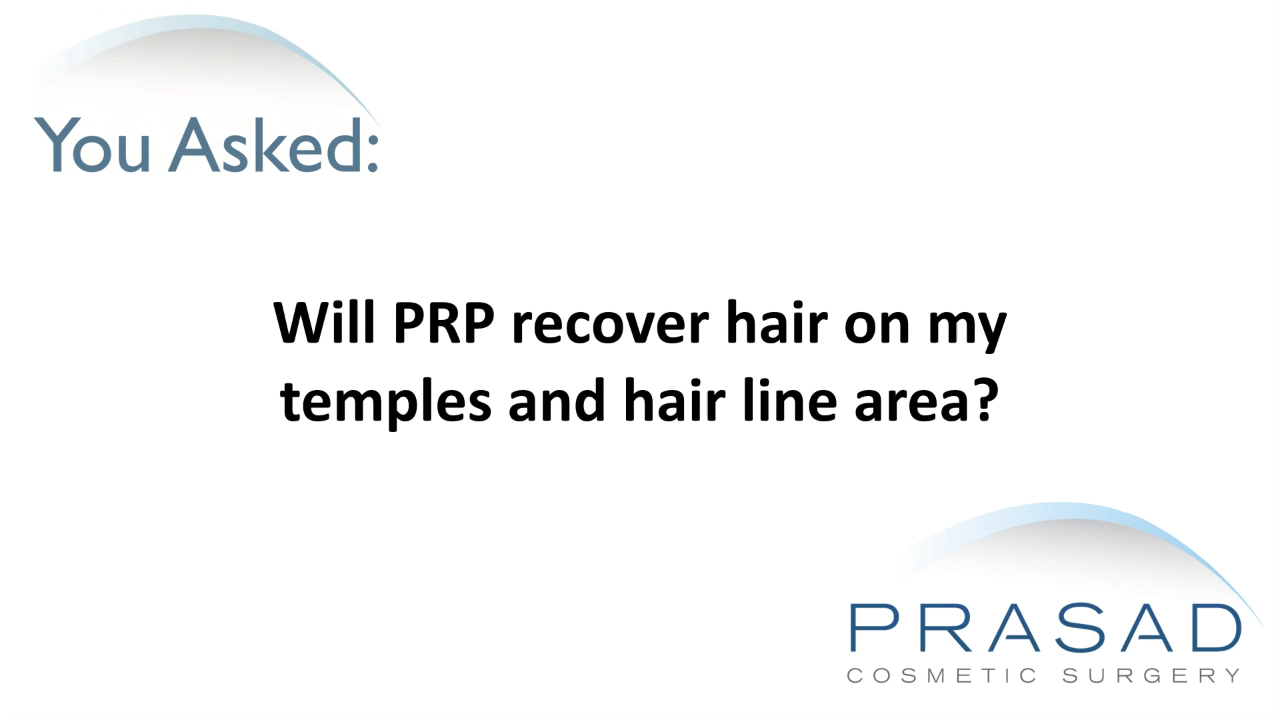 You Asked:
Will PRP recover hair on my
temples and hair line area?
PRASAD
COSMETIC SURGERY